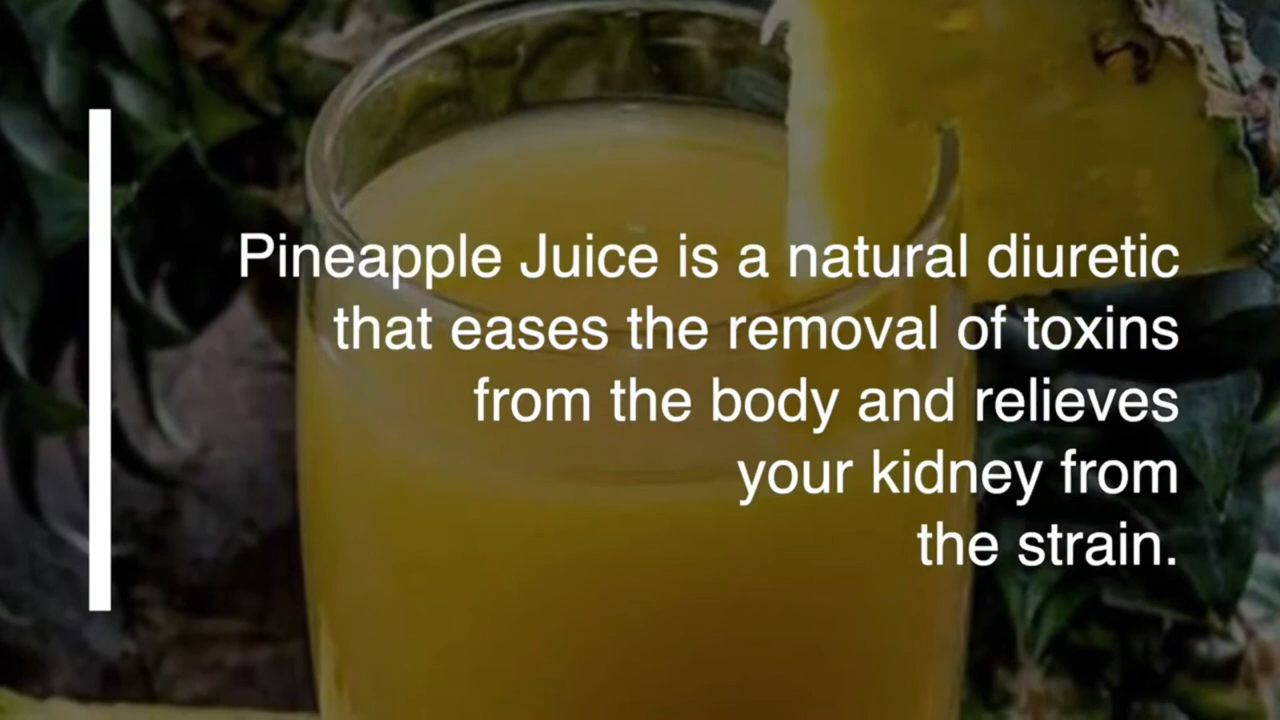 Pineapple Juice is a natural diuretic
that eases the removal of toxins
from the body and relieves
your kidney from
the strain.